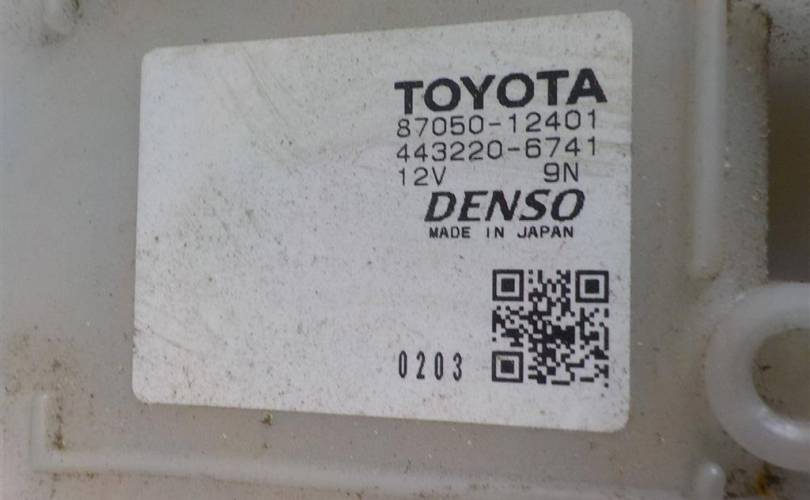 TOYOTA
87050-12401
443220-6741
12V 9N
DENSO
MADE IN JAPAN
0203